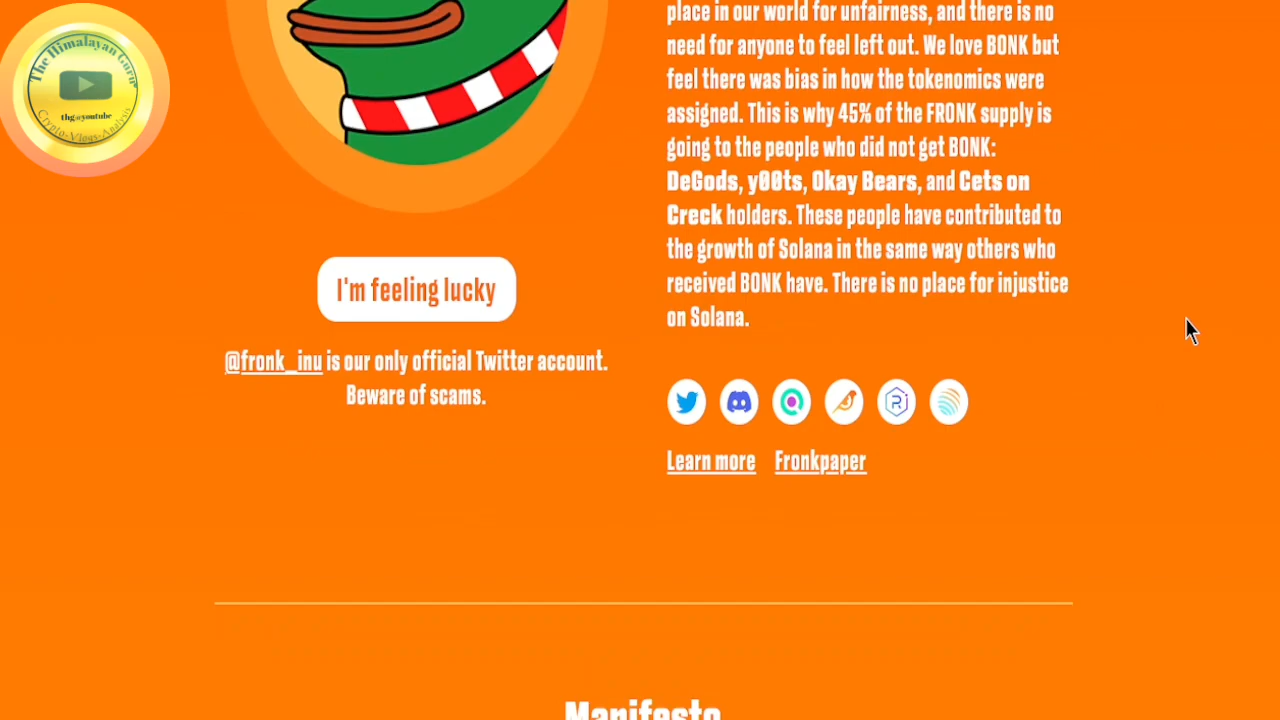 The Himalayan Guru
thg@youtube
Crypto-Vlogs-Analysis
place in our world for unfairness, and there is no
need for anyone to feel left out. We love BONK but
feel there was bias in how the tokenomics were
assigned. This is why 45% of the FRONK supply is
going to the people who did not get BONK:
DeGods, y00ts, Okay Bears, and Cets on
Creck holders. These people have contributed to
the growth of Solana in the same way others who
received BONK have. There is no place for injustice
on Solana.
I'm feeling lucky
@fronk_inu is our only official Twitter account.
Beware of scams.
Learn more Fronkpaper
Manifesto